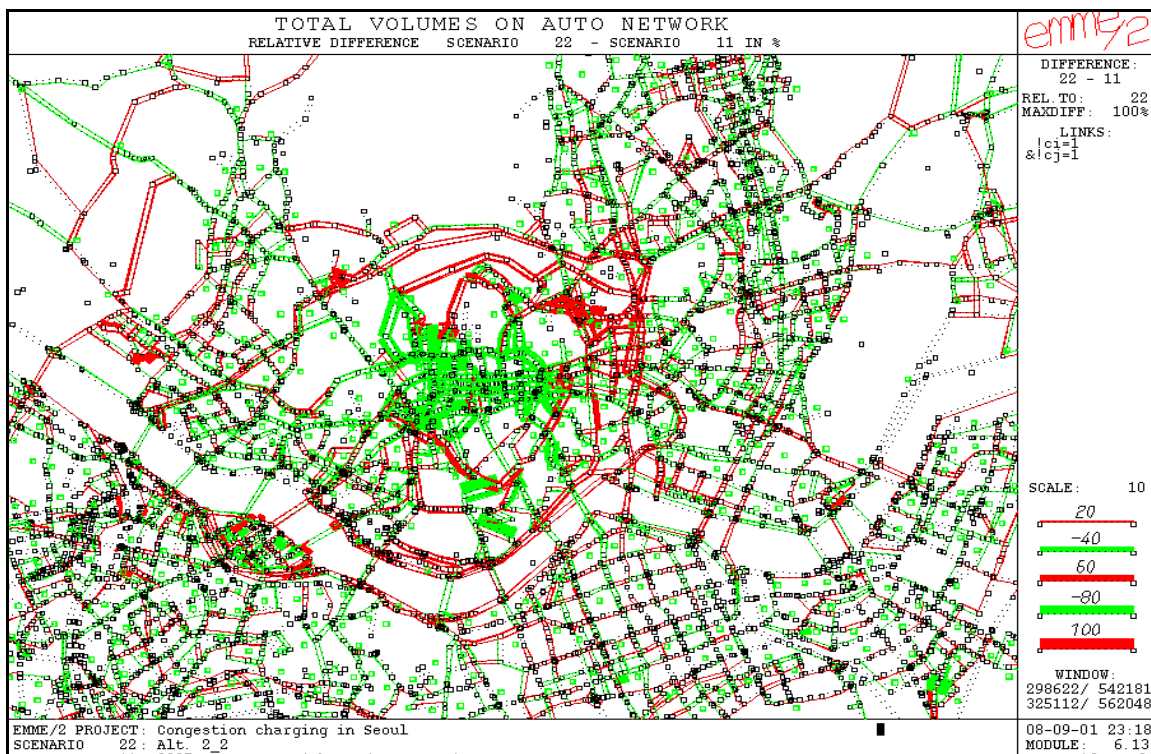 TOTAL VOLUMES ON AUTO NETWORK
RELATIVE DIFFERENCE SCENARIO 22 - SCENARIO 11 IN %
emme/2
DIFFERENCE:
22 - 11
REL.TO: 22
MAXDIFF: 100%
LINKS:
!ci=1
&!cj=1
SCALE: 10
20
-40
60
-80
100
WINDOW:
298622/ 542181
325112/ 562048
EMME/2 PROJECT: Congestion charging in Seoul
SCENARIO 22: Alt. 2_2
08-09-01 23:18
MODULE: 6.13